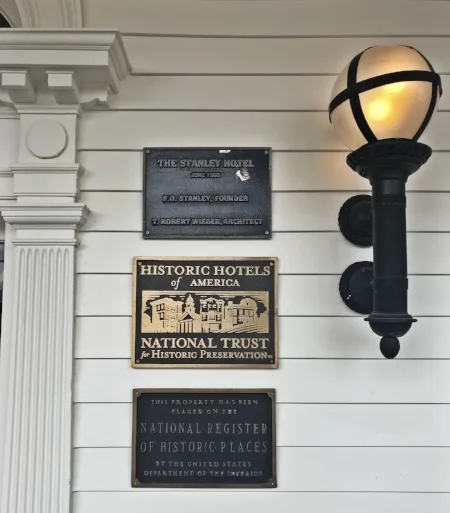 THE STANLEY HOTEL
JUNE 1909
F.O. STANLEY, FOUNDER
T. ROBERT WIEGER, ARCHITECT
HISTORIC HOTELS
of AMERICA
NATIONAL TRUST
for HISTORIC PRESERVATION
THIS PROPERTY HAS BEEN
PLACED ON THE
NATIONAL REGISTER
OF HISTORIC PLACES
BY THE UNITED STATES
DEPARTMENT OF THE INTERIOR